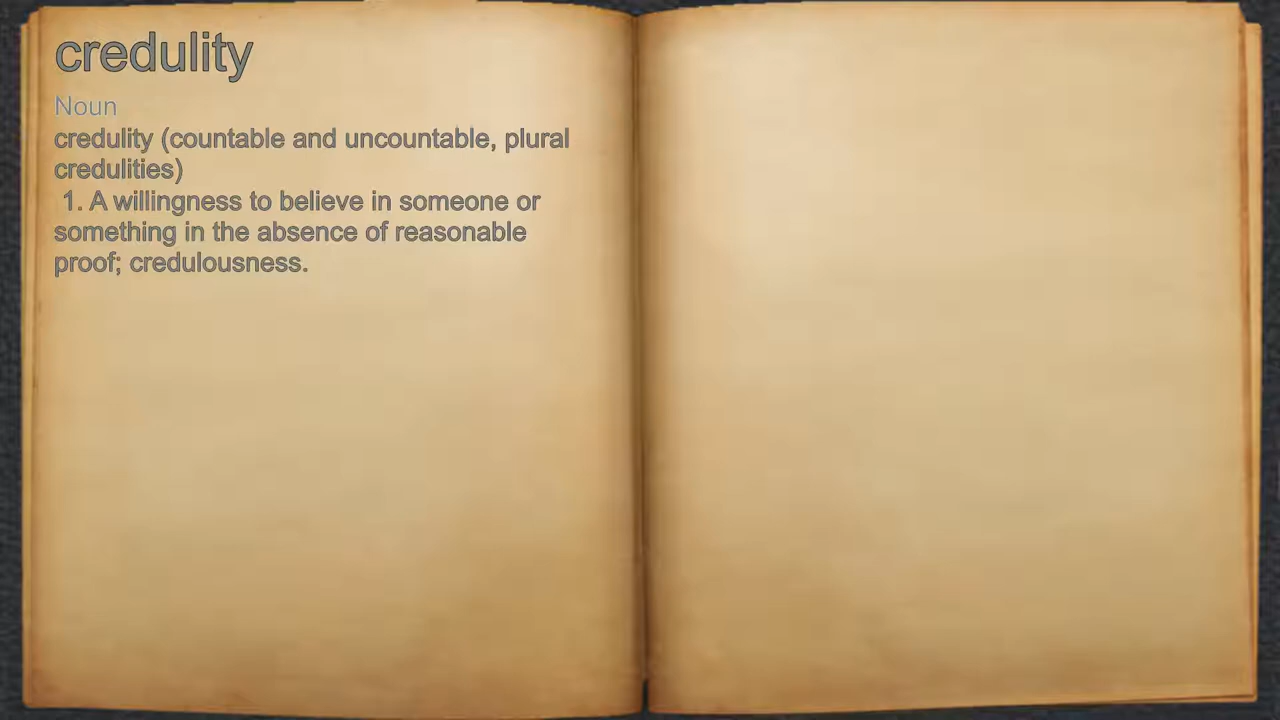 credulity
Noun
credulity (countable and uncountable, plural
credulities)
1. A willingness to believe in someone or
something in the absence of reasonable
proof; credulousness.